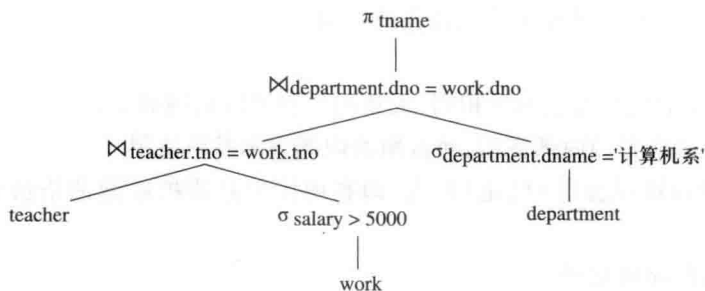 π tname
⋈department.dno = work.dno
⋈teacher.tno = work.tno
σdepartment.dname ='计算机系'
teacher
σ salary > 5000
department
work